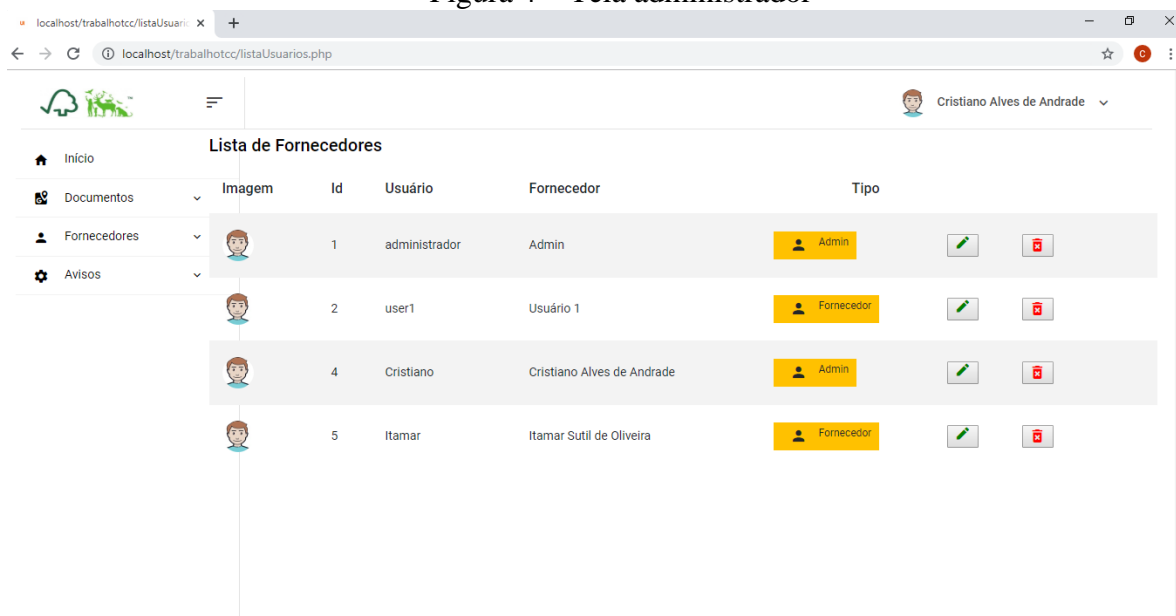 Tela administrador
localhost/trabalhotcc/listaUsuari
localhost/trabalhotcc/listaUsuarios.php
C
Cristiano Alves de Andrade
Início
Documentos
Fornecedores
Avisos
Lista de Fornecedores
Imagem Id Usuário Fornecedor Tipo
1 administrador Admin Admin
2 user1 Usuário 1 Fornecedor
4 Cristiano Cristiano Alves de Andrade Admin
5 Itamar Itamar Sutil de Oliveira Fornecedor